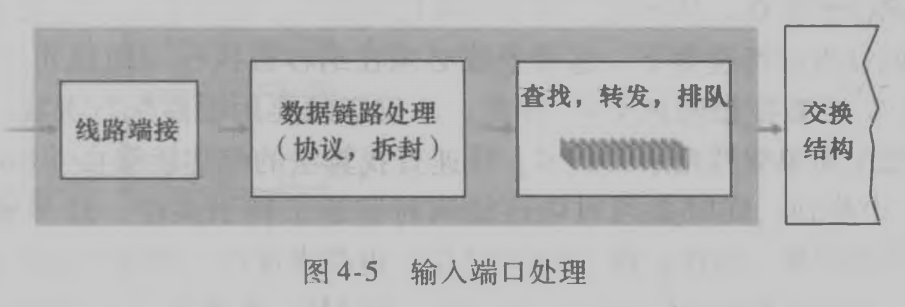 线路端接
数据链路处理
（协议，拆封）
查找，转发，排队
交换
结构
图4-5 输入端口处理